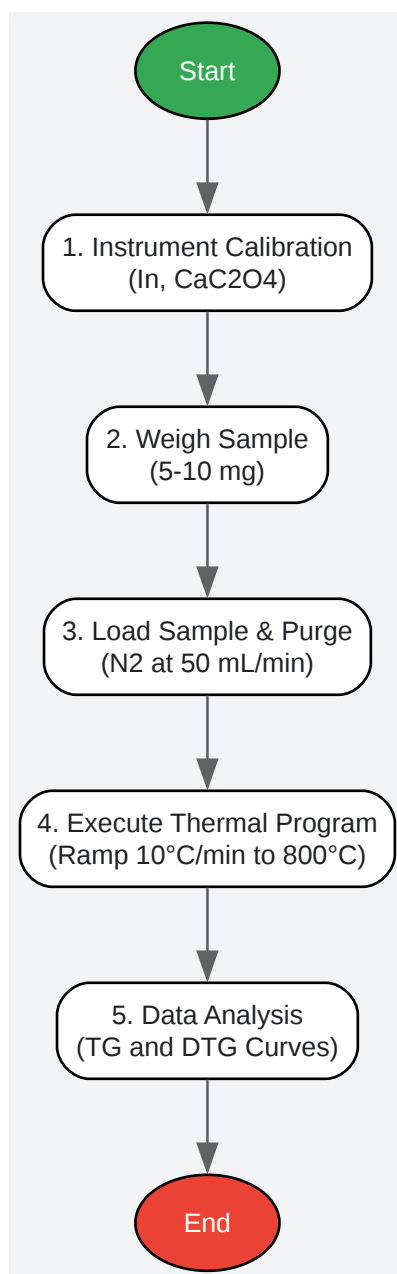 Start
1. Instrument Calibration
(In, CaC2O4)
2. Weigh Sample
(5-10 mg)
3. Load Sample & Purge
(N2 at 50 mL/min)
4. Execute Thermal Program
(Ramp 10°C/min to 800°C)
5. Data Analysis
(TG and DTG Curves)
End